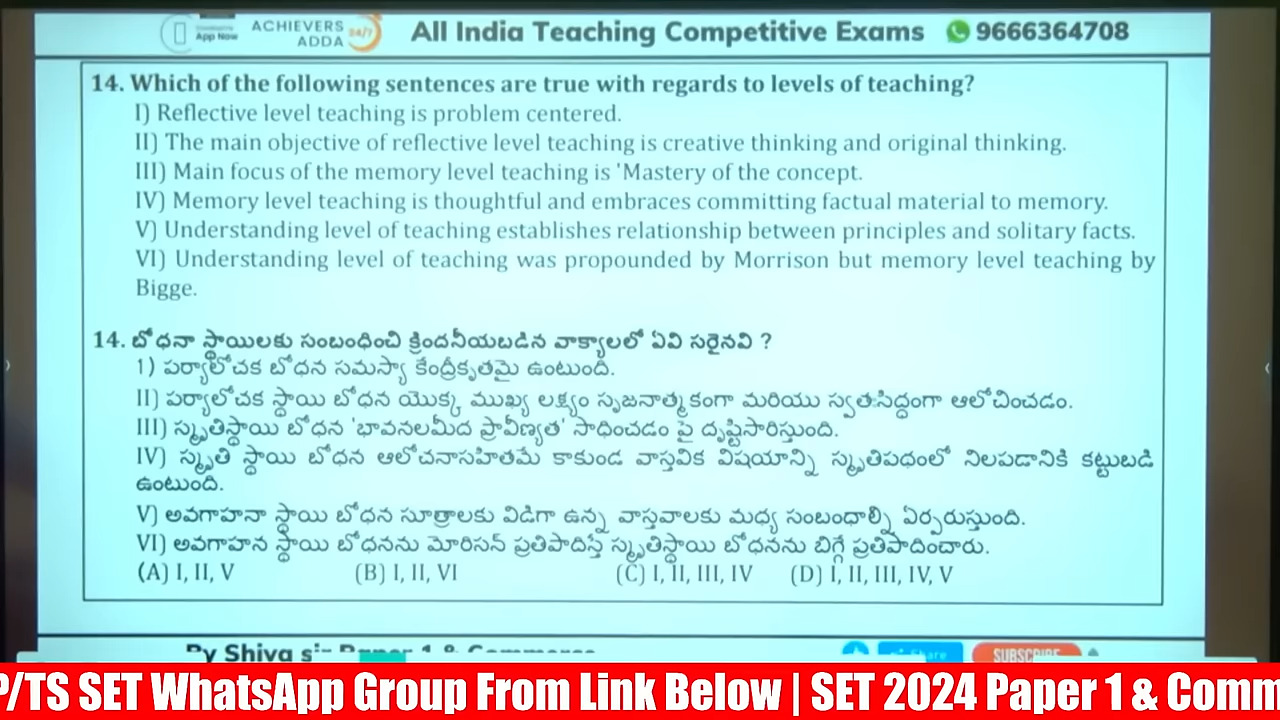 App Now
ACHIEVERS
ADDA
24/7
All India Teaching Competitive Exams
9666364708
14. Which of the following sentences are true with regards to levels of teaching?
I) Reflective level teaching is problem centered.
II) The main objective of reflective level teaching is creative thinking and original thinking.
III) Main focus of the memory level teaching is 'Mastery of the concept.
IV) Memory level teaching is thoughtful and embraces committing factual material to memory.
V) Understanding level of teaching establishes relationship between principles and solitary facts.
VI) Understanding level of teaching was propounded by Morrison but memory level teaching by
Bigge.
14. బోధనా స్థాయిలకు సంబంధించి క్రిందనీయబడిన వాక్యాలలో ఏవి సరైనవి ?
1) పర్యాలోచక బోధన సమస్యా కేంద్రీకృతమై ఉంటుంది.
II) పర్యాలోచక స్థాయి బోధన యొక్క ముఖ్య లక్ష్యం సృజనాత్మకంగా మరియు స్వతఃసిద్ధంగా ఆలోచించడం.
III) స్మృతిస్థాయి బోధన 'భావనలమీద ప్రావీణ్యత' సాధించడం పై దృష్టిసారిస్తుంది.
IV) స్మృతి స్థాయి బోధన ఆలోచనాసహితమే కాకుండ వాస్తవిక విషయాన్ని స్మృతిపధంలో నిలపడానికి కట్టుబడి
ఉంటుంది.
V) అవగాహనా స్థాయి బోధన సూత్రాలకు విడిగా ఉన్న వాస్తవాలకు మధ్య సంబంధాల్ని ఏర్పరుస్తుంది.
VI) అవగాహన స్థాయి బోధనను మోరిసన్ ప్రతిపాదిస్తే స్మృతిస్థాయి బోధనను బిగ్గే ప్రతిపాదించారు.
(A) I, II, V (B) I, II, VI (C) I, II, III, IV (D) I, II, III, IV, V
By Shiva sir Paper 1 & Commerce
Share
SUBSCRIBE
P/TS SET WhatsApp Group From Link Below | SET 2024 Paper 1 & Comm